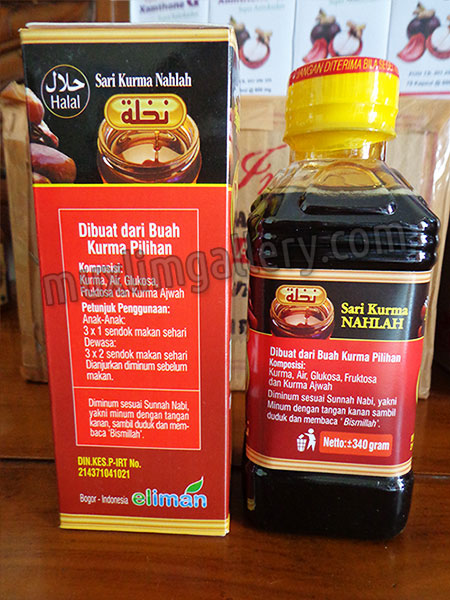 حلال
Halal
Sari Kurma Nahlah
نخلة
Dibuat dari Buah
Kurma Pilihan
Komposisi:
Kurma, Air, Glukosa,
Fruktosa dan Kurma Ajwah
Petunjuk Penggunaan:
Anak-Anak:
3 x 1 sendok makan sehari
Dewasa:
3 x 2 sendok makan sehari
Dianjurkan diminum sebelum
makan.
Diminum sesuai Sunnah Nabi,
yakni minum dengan tangan
kanan, sambil duduk dan mem-
baca 'Bismillah'.
DIN.KES.P-IRT No.
214371041021
Bogor - Indonesia
eliman
JANGAN DITERIMA BILA
نخلة
Sari Kurma
NAHLAH
Dibuat dari Buah Kurma Pilihan
Komposisi:
Kurma, Air, Glukosa, Fruktosa
dan Kurma Ajwah
Diminum sesuai Sunnah Nabi, yakni
Minum dengan tangan kanan sambil
duduk dan membaca 'Bismillah'.
Netto:±340 gram
muslimgallery.com